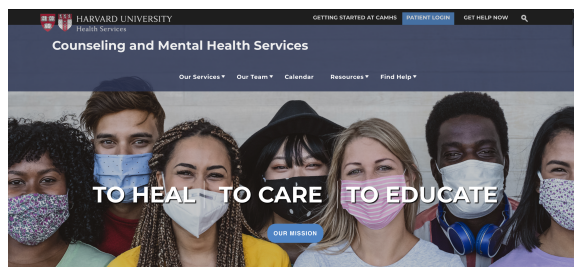 HARVARD UNIVERSITY
Health Services
GETTING STARTED AT CAMHS PATIENT LOGIN GET HELP NOW
Counseling and Mental Health Services
Our Services Our Team Calendar Resources Find Help
TO HEAL TO CARE TO EDUCATE
OUR MISSION